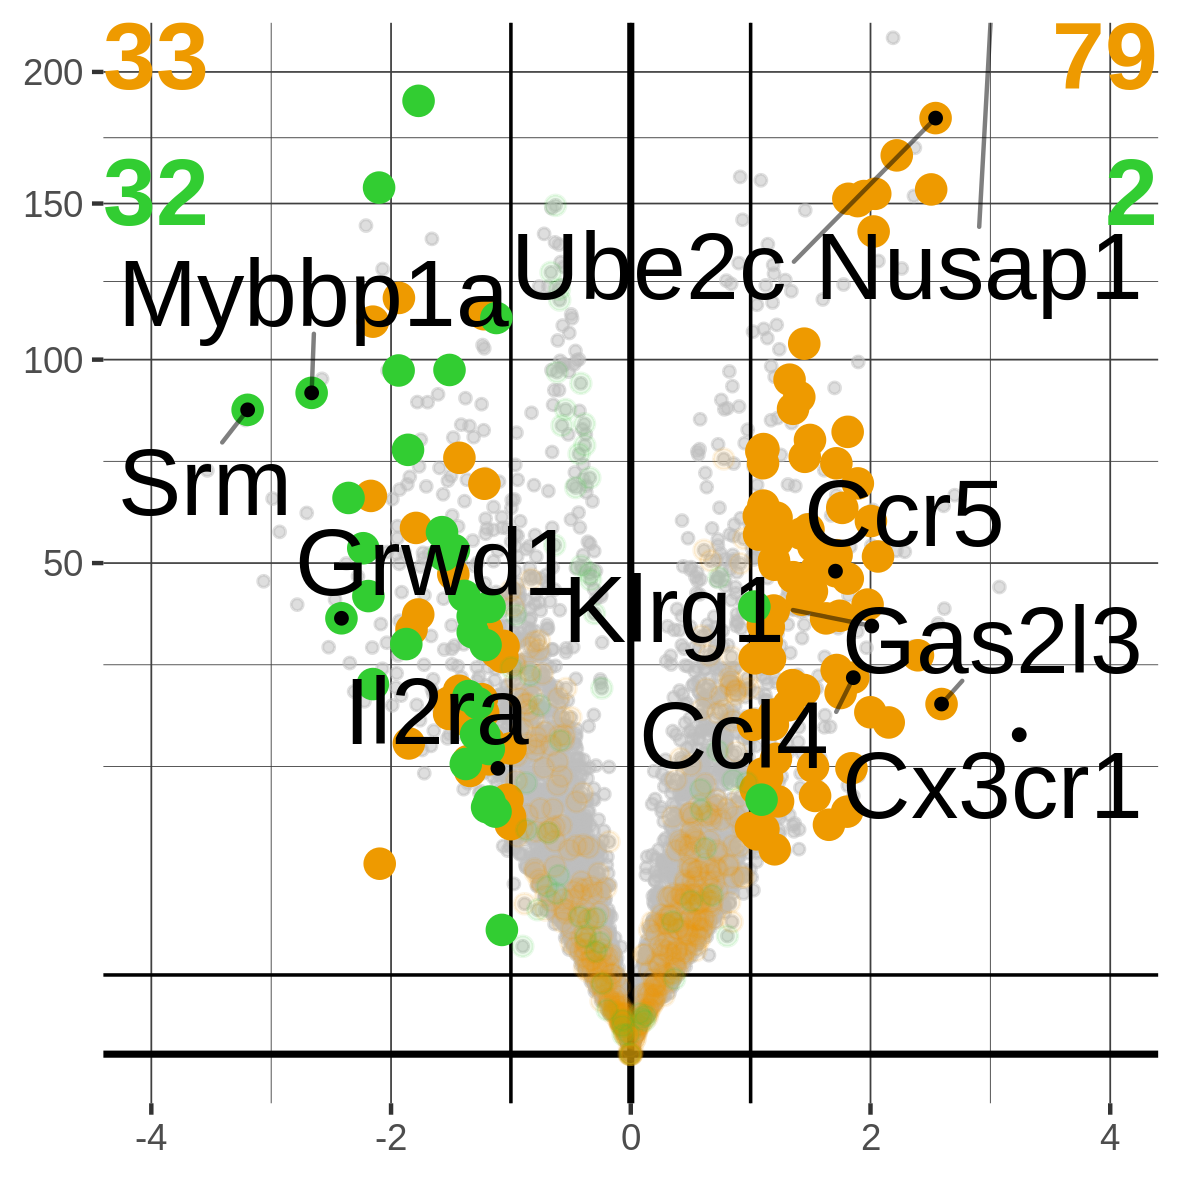 33 79
200
32 2
150
Ube2c Nusap1
Mybbp1a
100
Srm
Ccr5
Grwd1
50
Klrg1
Gas2l3
Il2ra
Ccl4
Cx3cr1
-4 -2 0 2 4